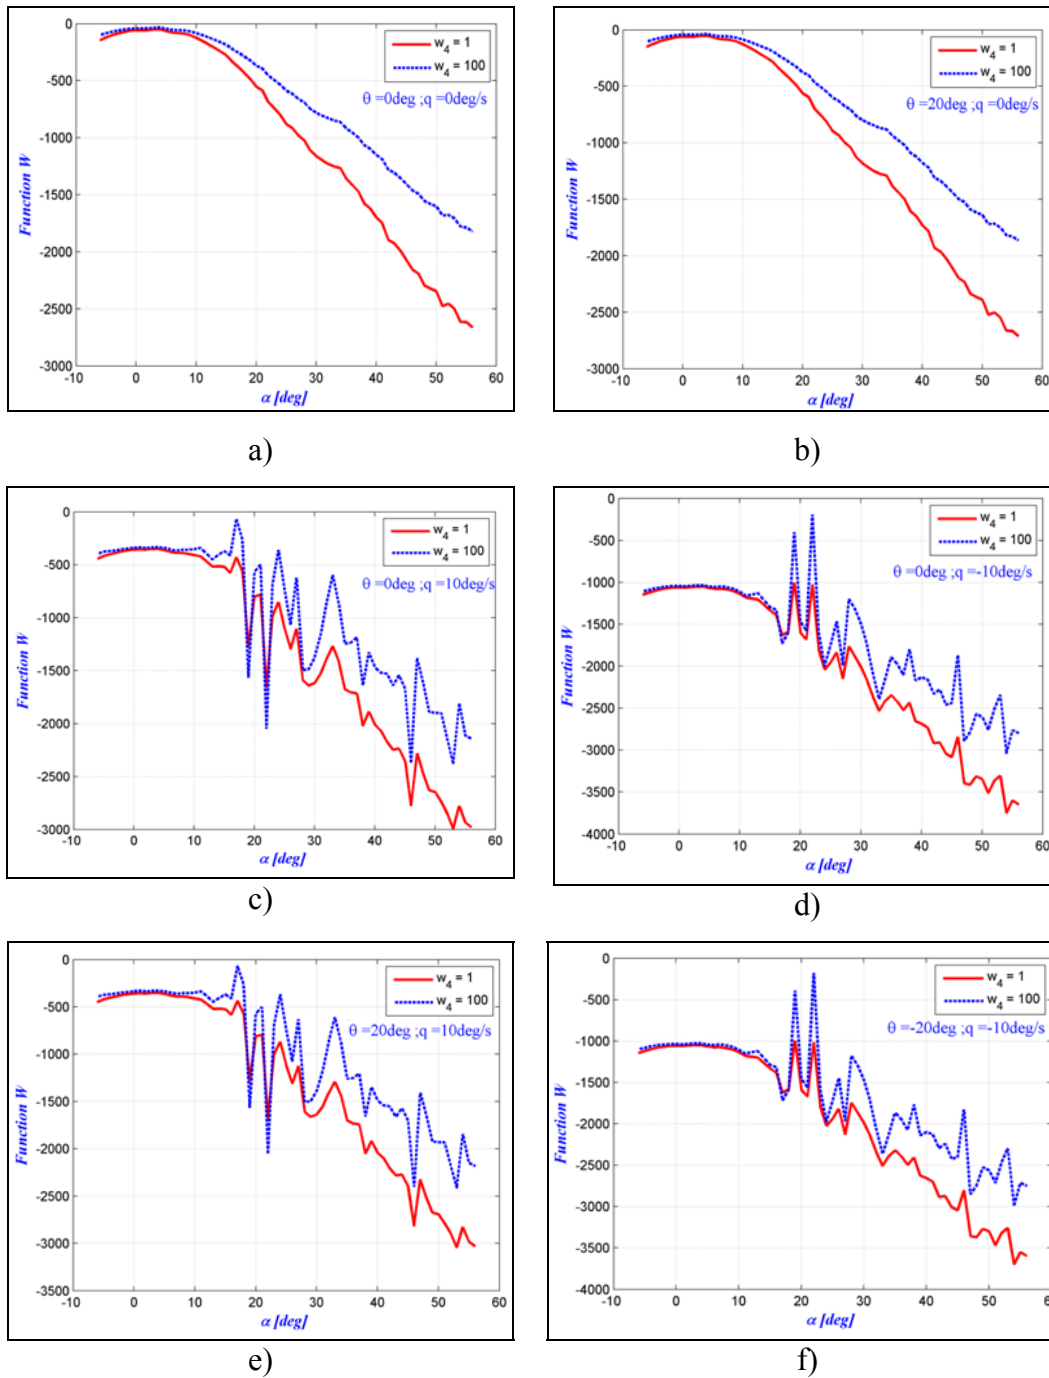 0
-500
-1000
-1500
-2000
-2500
-3000
-10 0 10 20 30 40 50 60
Function W
α [deg]
w4 = 1
w4 = 100
θ =0deg ;q =0deg/s
a)
0
-500
-1000
-1500
-2000
-2500
-3000
-10 0 10 20 30 40 50 60
Function W
α [deg]
w4 = 1
w4 = 100
θ =20deg ;q =0deg/s
b)
0
-500
-1000
-1500
-2000
-2500
-3000
-10 0 10 20 30 40 50 60
Function W
α [deg]
w4 = 1
w4 = 100
θ =0deg ;q =10deg/s
c)
0
-500
-1000
-1500
-2000
-2500
-3000
-3500
-4000
-10 0 10 20 30 40 50 60
Function W
α [deg]
w4 = 1
w4 = 100
θ =0deg ;q =-10deg/s
d)
0
-500
-1000
-1500
-2000
-2500
-3000
-3500
-10 0 10 20 30 40 50 60
Function W
α [deg]
w4 = 1
w4 = 100
θ =20deg ;q =10deg/s
e)
0
-500
-1000
-1500
-2000
-2500
-3000
-3500
-4000
-10 0 10 20 30 40 50 60
Function W
α [deg]
w4 = 1
w4 = 100
θ =-20deg ;q =-10deg/s
f)